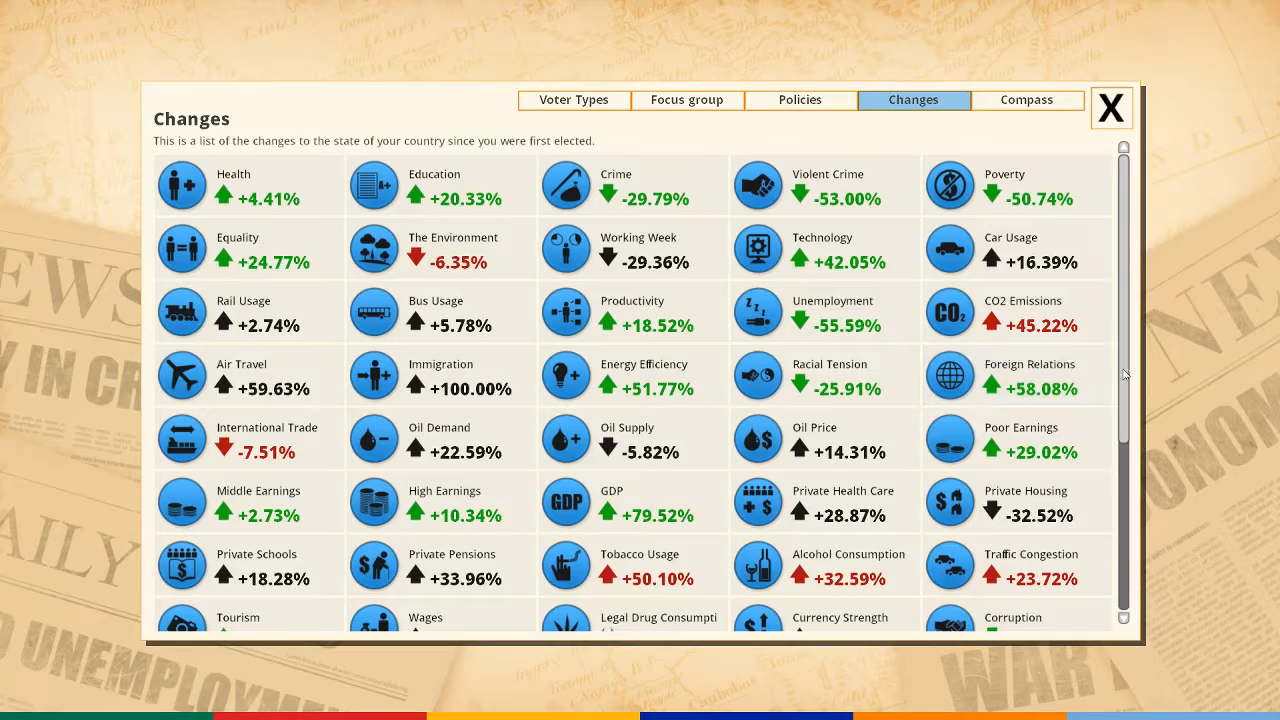 Voter Types Focus group Policies Changes Compass X
Changes
This is a list of the changes to the state of your country since you were first elected.
Health Education Crime Violent Crime Poverty
+4.41% +20.33% -29.79% -53.00% -50.74%
Equality The Environment Working Week Technology Car Usage
+24.77% -6.35% -29.36% +42.05% +16.39%
Rail Usage Bus Usage Productivity Unemployment CO2 Emissions
+2.74% +5.78% +18.52% -55.59% +45.22%
Air Travel Immigration Energy Efficiency Racial Tension Foreign Relations
+59.63% +100.00% +51.77% -25.91% +58.08%
International Trade Oil Demand Oil Supply Oil Price Poor Earnings
-7.51% +22.59% -5.82% +14.31% +29.02%
Middle Earnings High Earnings GDP Private Health Care Private Housing
+2.73% +10.34% +79.52% +28.87% -32.52%
Private Schools Private Pensions Tobacco Usage Alcohol Consumption Traffic Congestion
+18.28% +33.96% +50.10% +32.59% +23.72%
Tourism Wages Legal Drug Consumpti Currency Strength Corruption
A+
CO₂
GDP
EWS
Y IN CR
AILY
UNEMPLOYM
WAR